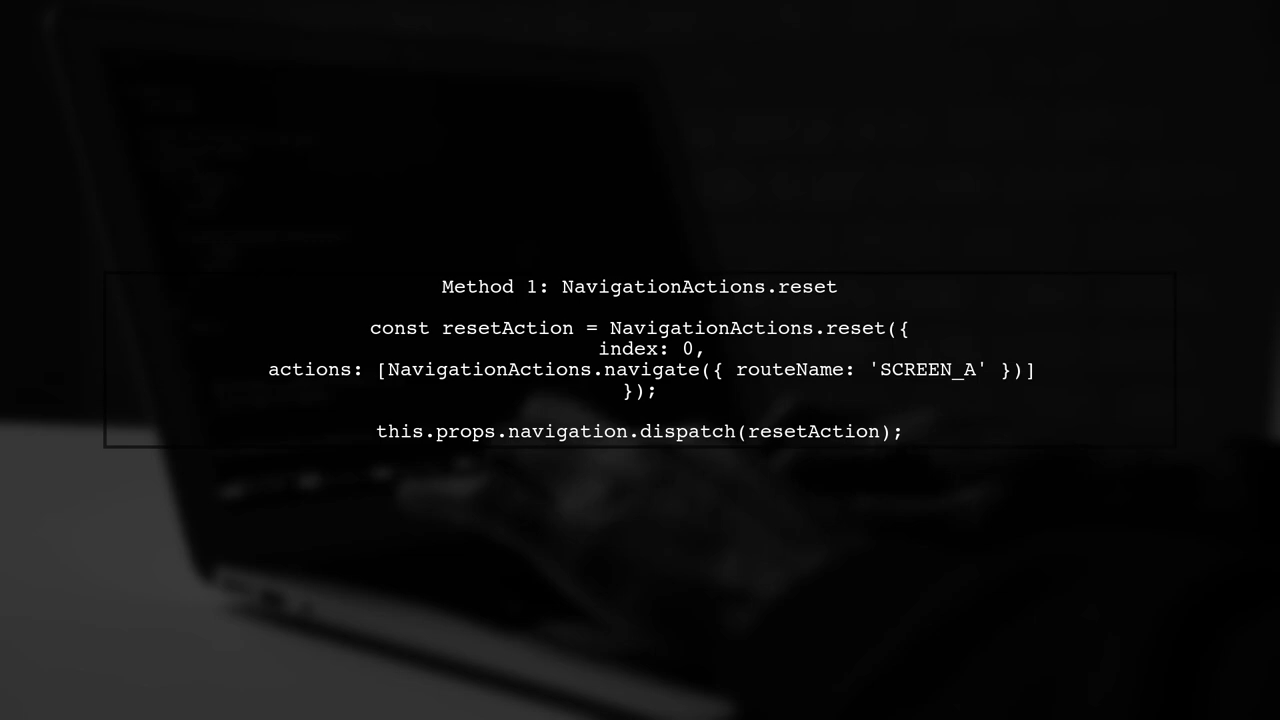 Method 1: NavigationActions.reset
const resetAction = NavigationActions.reset({
index: 0,
actions: [NavigationActions.navigate({ routeName: 'SCREEN_A' })]
});
this.props.navigation.dispatch(resetAction);